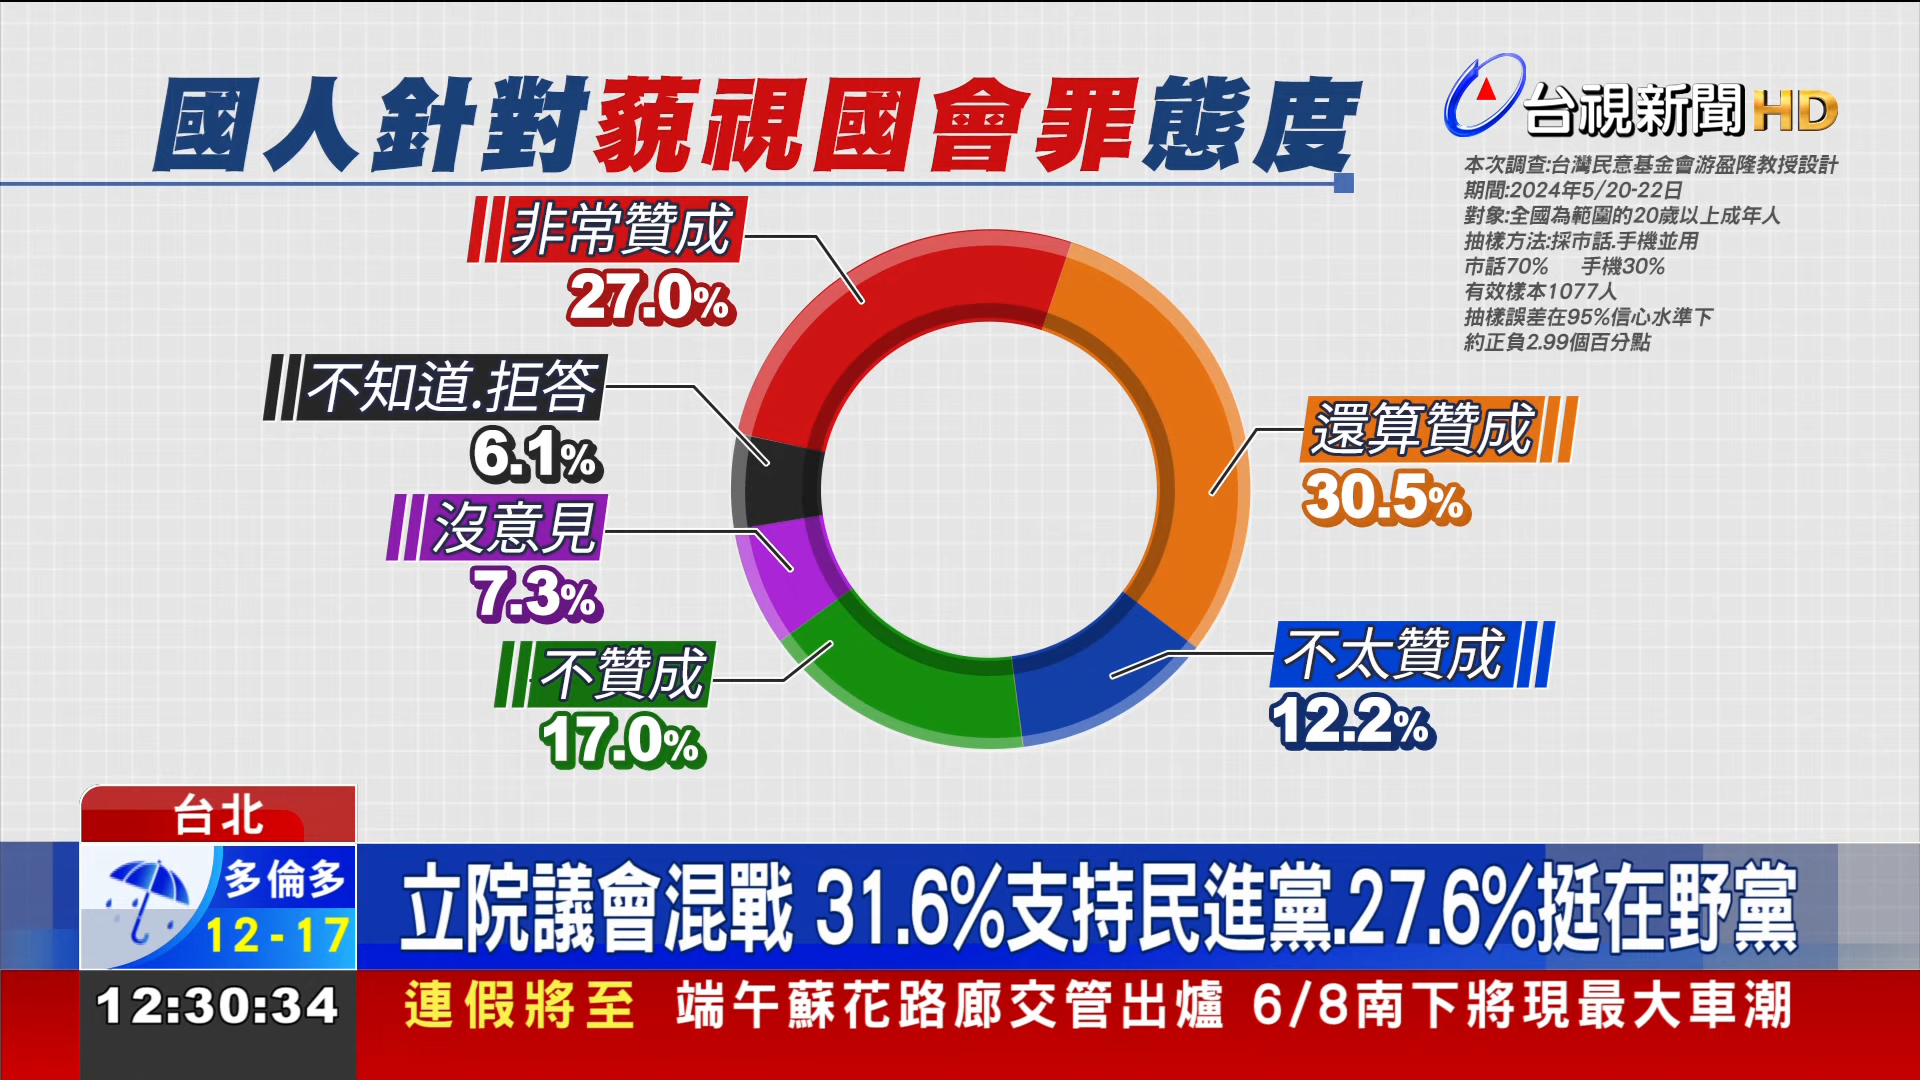 國人針對藐視國會罪態度
台視新聞HD
本次調查:台灣民意基金會游盈隆教授設計
期間:2024年5/20-22日
對象:全國為範圍的20歲以上成年人
抽樣方法:採市話.手機並用
市話70% 手機30%
有效樣本1077人
抽樣誤差在95%信心水準下
約正負2.99個百分點
非常贊成
27.0%
不知道.拒答
6.1%
沒意見
7.3%
不贊成
17.0%
還算贊成
30.5%
不太贊成
12.2%
台北
多倫多
12-17
立院議會混戰 31.6%支持民進黨.27.6%挺在野黨
12:30:34
連假將至 端午蘇花路廊交管出爐 6/8南下將現最大車潮